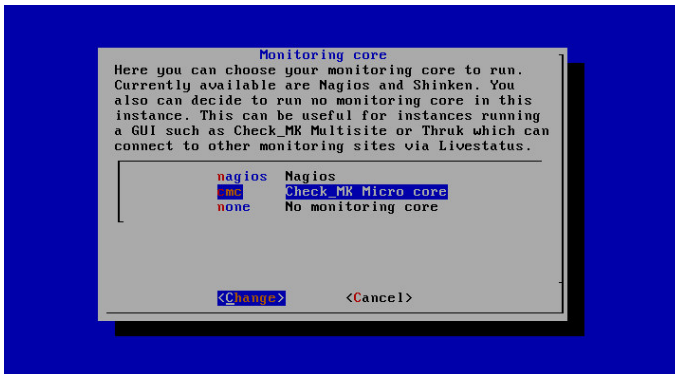 Monitoring core
Here you can choose your monitoring core to run.
Currently available are Nagios and Shinken. You
also can decide to run no monitoring core in this
instance. This can be useful for instances running
a GUI such as Check_MK Multisite or Thruk which can
connect to other monitoring sites via Livestatus.
nagios Nagios
cmc Check_MK Micro core
none No monitoring core
<Change> <Cancel>